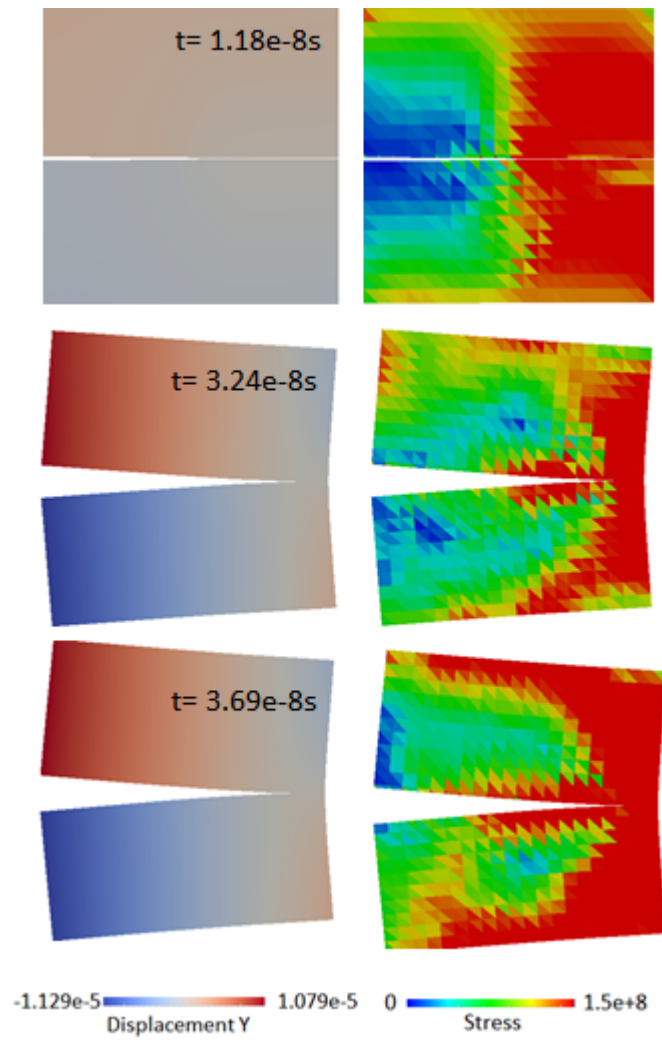 t= 1.18e-8s
t= 3.24e-8s
t= 3.69e-8s
-1.129e-5 1.079e-5 0 1.5e+8
Displacement Y Stress